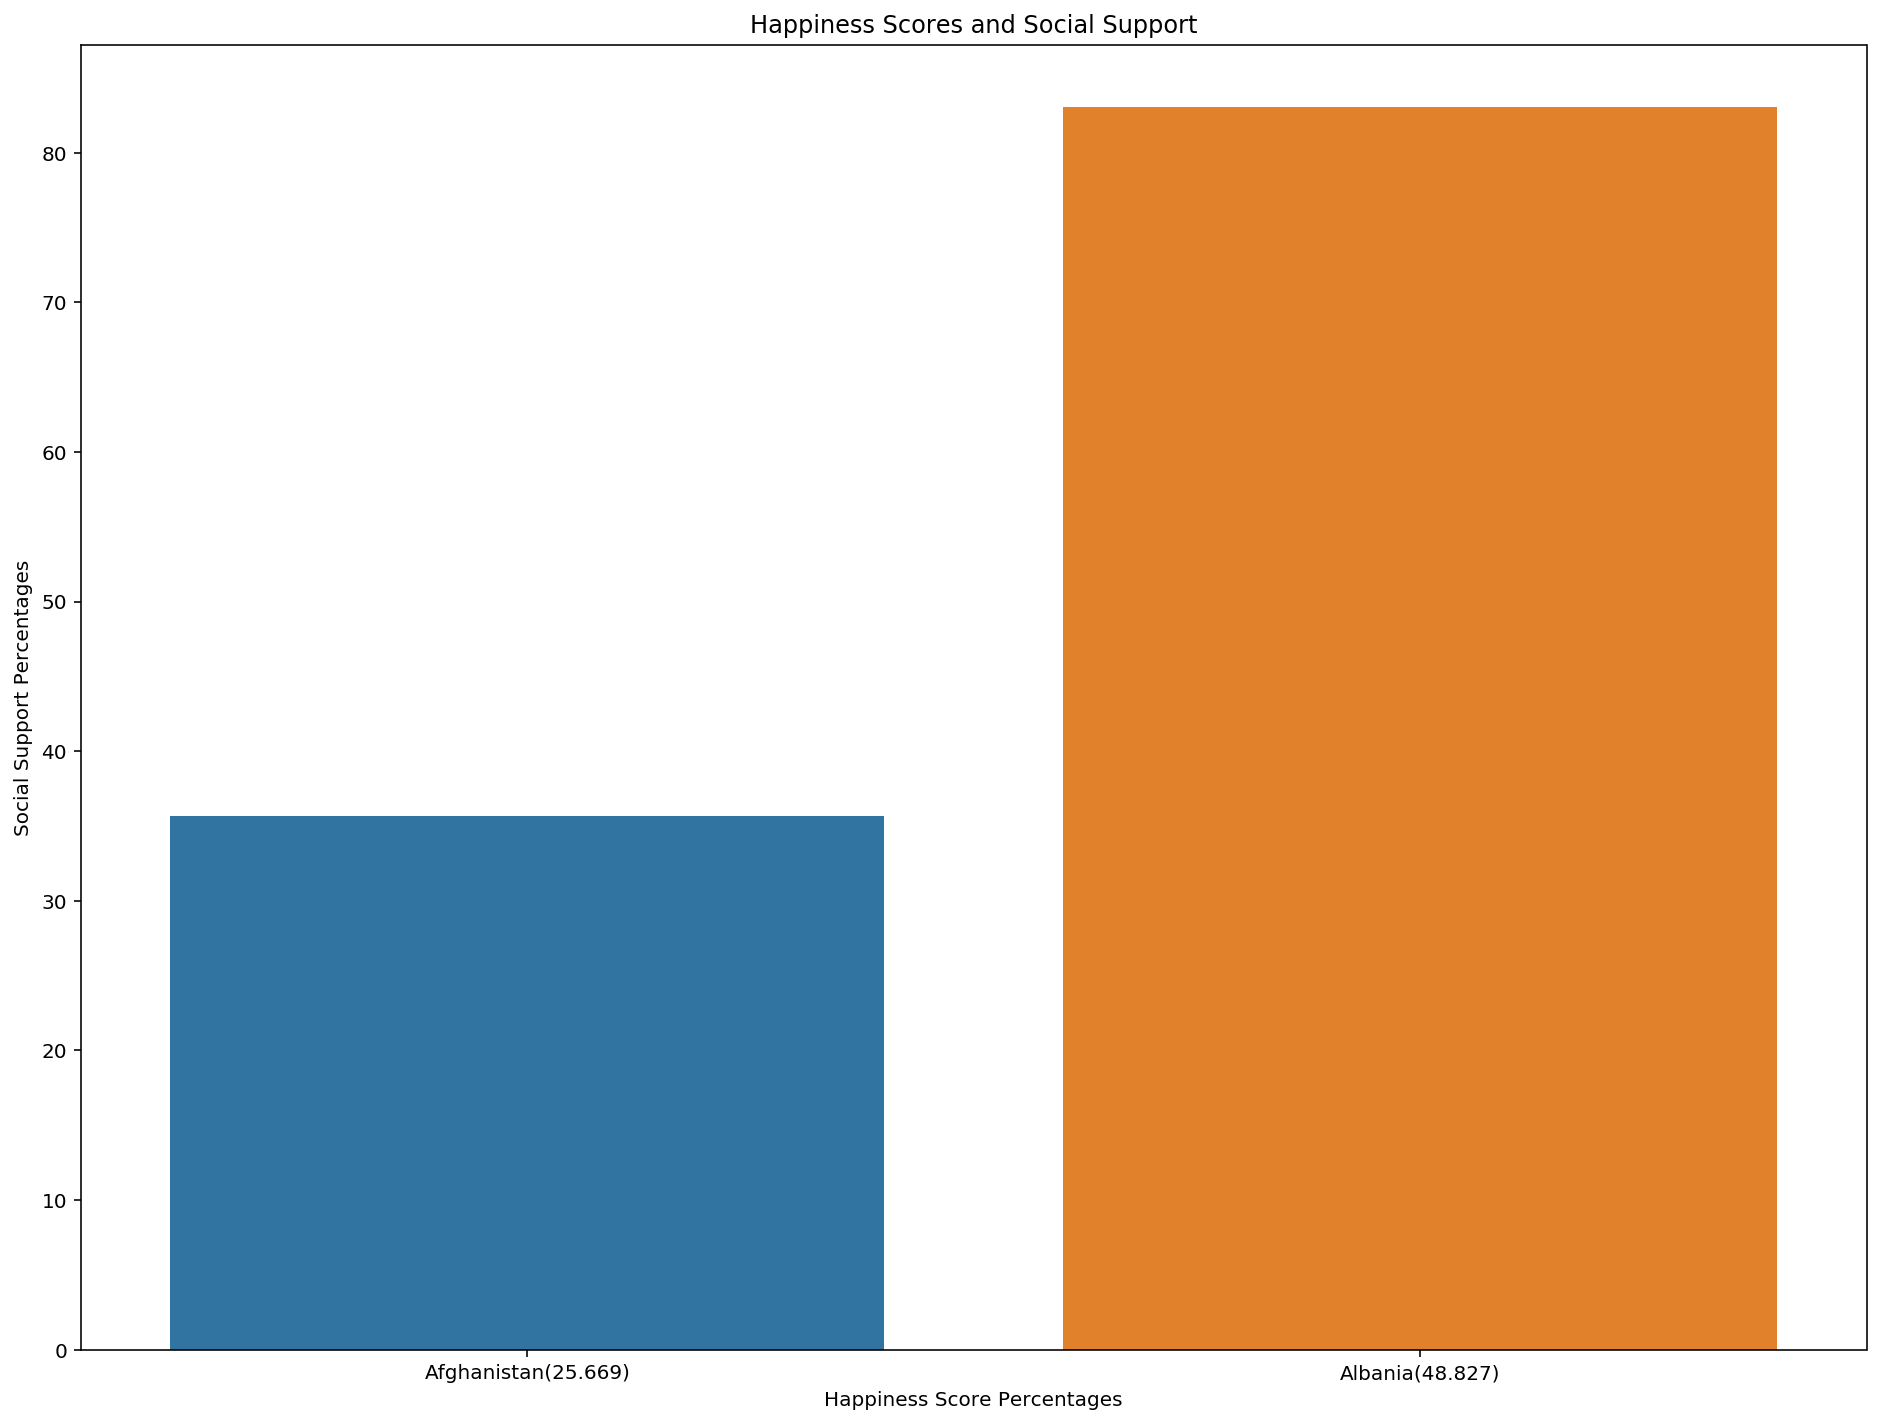 Happiness Scores and Social Support
80
70
60
50
40
30
20
10
0
Social Support Percentages
Afghanistan(25.669)
Albania(48.827)
Happiness Score Percentages